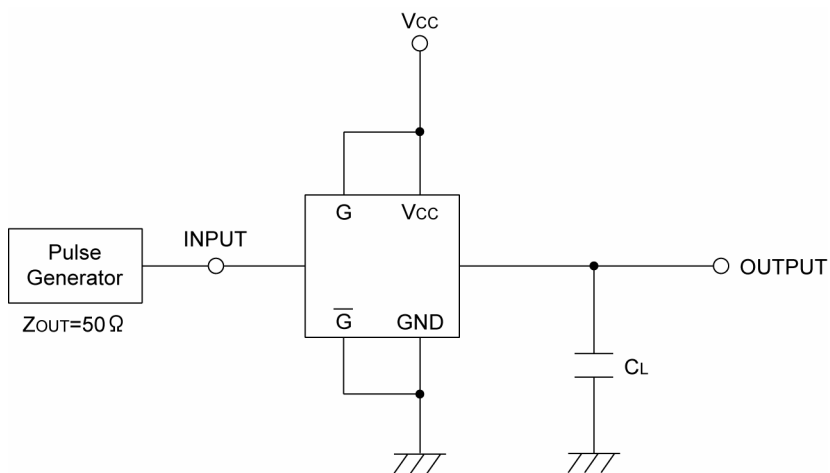 VCC
G VCC
Pulse
Generator
INPUT
OUTPUT
ZOUT=50Ω
G̅ GND
CL